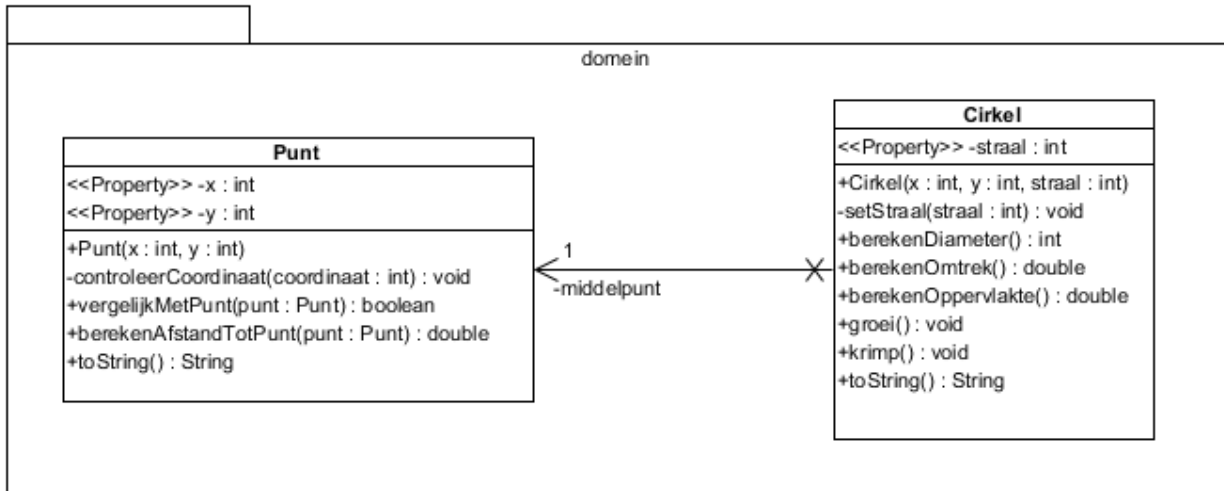 domein
Punt
<<Property>> -x : int
<<Property>> -y : int
+Punt(x : int, y : int)
-controleerCoordinaat(coordinaat : int) : void
+vergelijkMetPunt(punt : Punt) : boolean
+berekenAfstandTotPunt(punt : Punt) : double
+toString() : String
1
-middelpunt
Cirkel
<<Property>> -straal : int
+Cirkel(x : int, y : int, straal : int)
-setStraal(straal : int) : void
+berekenDiameter() : int
+berekenOmtrek() : double
+berekenOppervlakte() : double
+groei() : void
+krimp() : void
+toString() : String